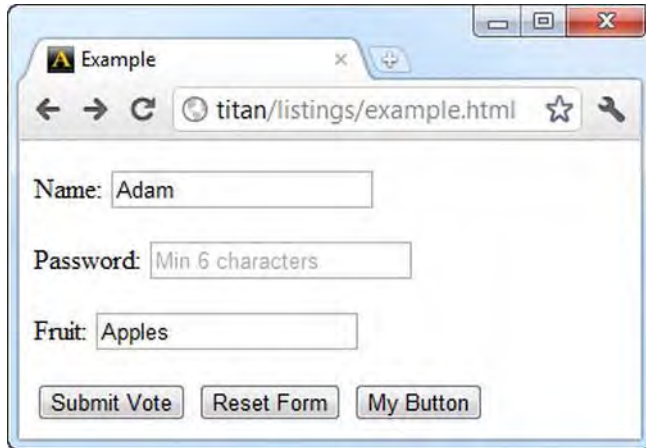 Example
titan/listings/example.html
Name: Adam
Password: Min 6 characters
Fruit: Apples
Submit Vote Reset Form My Button